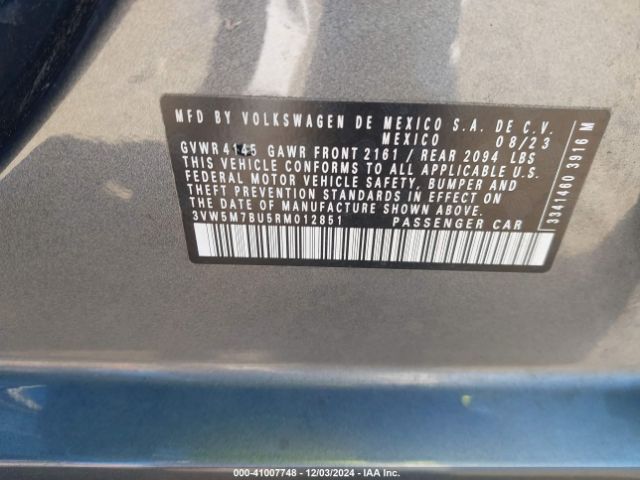 MFD BY VOLKSWAGEN DE MEXICO S.A. DE C.V.
MEXICO 08/23
GVWR 4145 GAWR FRONT 2161 / REAR 2094 LBS
THIS VEHICLE CONFORMS TO ALL APPLICABLE U.S.
FEDERAL MOTOR VEHICLE SAFETY, BUMPER AND
THEFT PREVENTION STANDARDS IN EFFECT ON
THE DATE OF MANUFACTURE SHOWN ABOVE.
3VW5M7BU5RM012851 PASSENGER CAR
3341460 3916 M
000-41007748 - 12/03/2024 - IAAI.COM